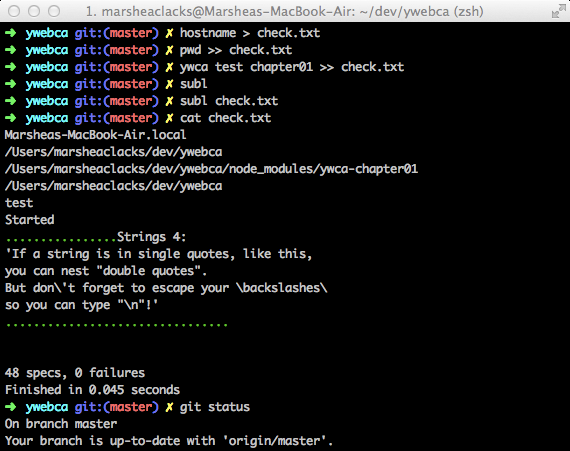 1. marsheaclacks@Marsheas-MacBook-Air: ~/dev/ywebca (zsh)
➜ ywebca git:(master) ✗ hostname > check.txt
➜ ywebca git:(master) ✗ pwd >> check.txt
➜ ywebca git:(master) ✗ ywca test chapter01 >> check.txt
➜ ywebca git:(master) ✗ subl
➜ ywebca git:(master) ✗ subl check.txt
➜ ywebca git:(master) ✗ cat check.txt
Marsheas-MacBook-Air.local
/Users/marsheaclacks/dev/ywebca
/Users/marsheaclacks/dev/ywebca/node_modules/ywca-chapter01
/Users/marsheaclacks/dev/ywebca
test
Started
................Strings 4:
'If a string is in single quotes, like this,
you can nest "double quotes".
But don\'t forget to escape your \backslashes\
so you can type "\n"!'
................................
48 specs, 0 failures
Finished in 0.045 seconds
➜ ywebca git:(master) ✗ git status
On branch master
Your branch is up-to-date with 'origin/master'.